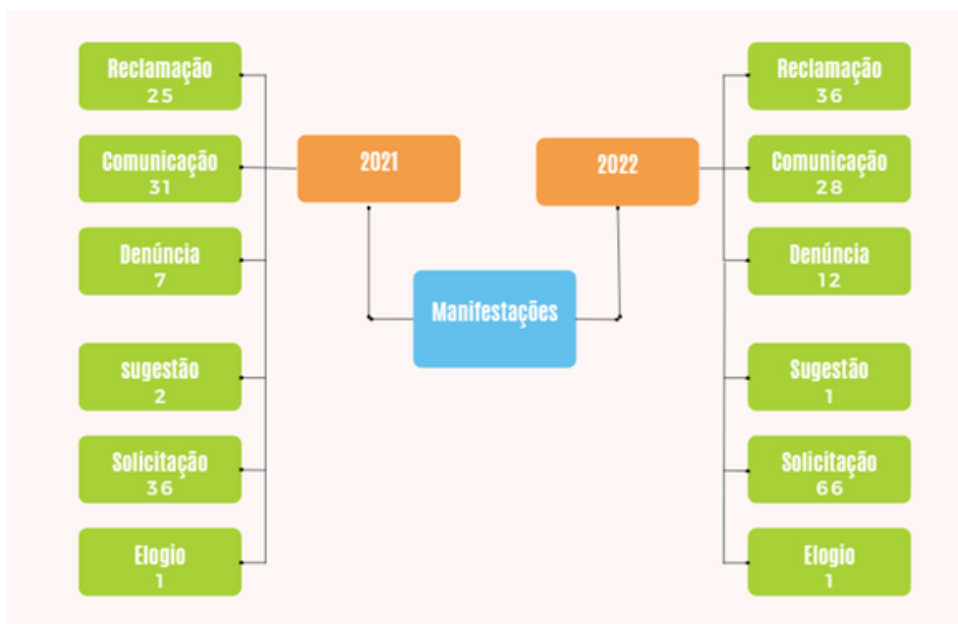 Manifestações
2021
Reclamação
25
Comunicação
31
Denúncia
7
sugestão
2
Solicitação
36
Elogio
1
2022
Reclamação
36
Comunicação
28
Denúncia
12
Sugestão
1
Solicitação
66
Elogio
1